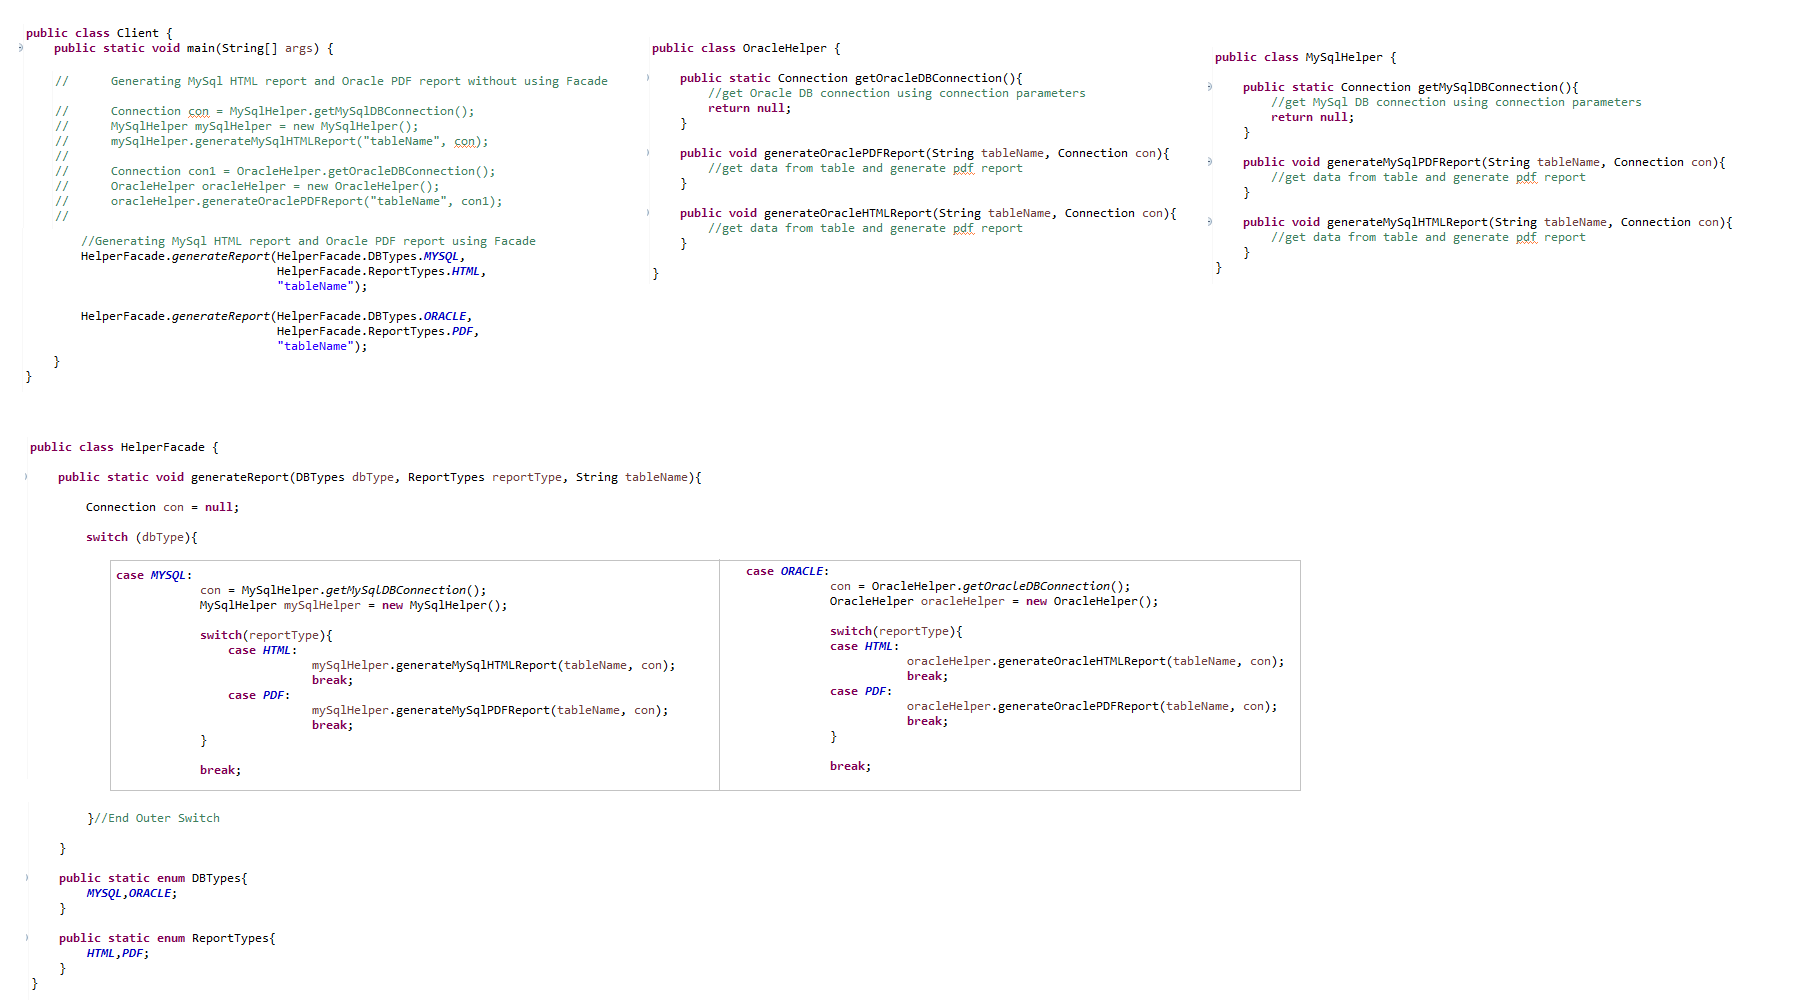 public class Client {
public static void main(String[] args) {
//      Generating MySql HTML report and Oracle PDF report without using Facade
//      Connection con = MySqlHelper.getMySqlDBConnection();
//      MySqlHelper mySqlHelper = new MySqlHelper();
//      mySqlHelper.generateMySqlHTMLReport("tableName", con);
//
//      Connection con1 = OracleHelper.getOracleDBConnection();
//      OracleHelper oracleHelper = new OracleHelper();
//      oracleHelper.generateOraclePDFReport("tableName", con1);
//
//Generating MySql HTML report and Oracle PDF report using Facade
HelperFacade.generateReport(HelperFacade.DBTypes.MYSQL,
HelperFacade.ReportTypes.HTML,
"tableName");
HelperFacade.generateReport(HelperFacade.DBTypes.ORACLE,
HelperFacade.ReportTypes.PDF,
"tableName");
}
}
public class OracleHelper {
public static Connection getOracleDBConnection(){
//get Oracle DB connection using connection parameters
return null;
}
public void generateOraclePDFReport(String tableName, Connection con){
//get data from table and generate pdf report
}
public void generateOracleHTMLReport(String tableName, Connection con){
//get data from table and generate pdf report
}
}
public class MySqlHelper {
public static Connection getMySqlDBConnection(){
//get MySql DB connection using connection parameters
return null;
}
public void generateMySqlPDFReport(String tableName, Connection con){
//get data from table and generate pdf report
}
public void generateMySqlHTMLReport(String tableName, Connection con){
//get data from table and generate pdf report
}
}
public class HelperFacade {
public static void generateReport(DBTypes dbType, ReportTypes reportType, String tableName){
Connection con = null;
switch (dbType){
case MYSQL:
con = MySqlHelper.getMySqlDBConnection();
MySqlHelper mySqlHelper = new MySqlHelper();
switch(reportType){
case HTML:
mySqlHelper.generateMySqlHTMLReport(tableName, con);
break;
case PDF:
mySqlHelper.generateMySqlPDFReport(tableName, con);
break;
}
break;
case ORACLE:
con = OracleHelper.getOracleDBConnection();
OracleHelper oracleHelper = new OracleHelper();
switch(reportType){
case HTML:
oracleHelper.generateOracleHTMLReport(tableName, con);
break;
case PDF:
oracleHelper.generateOraclePDFReport(tableName, con);
break;
}
break;
}//End Outer Switch
}
public static enum DBTypes{
MYSQL,ORACLE;
}
public static enum ReportTypes{
HTML,PDF;
}
}